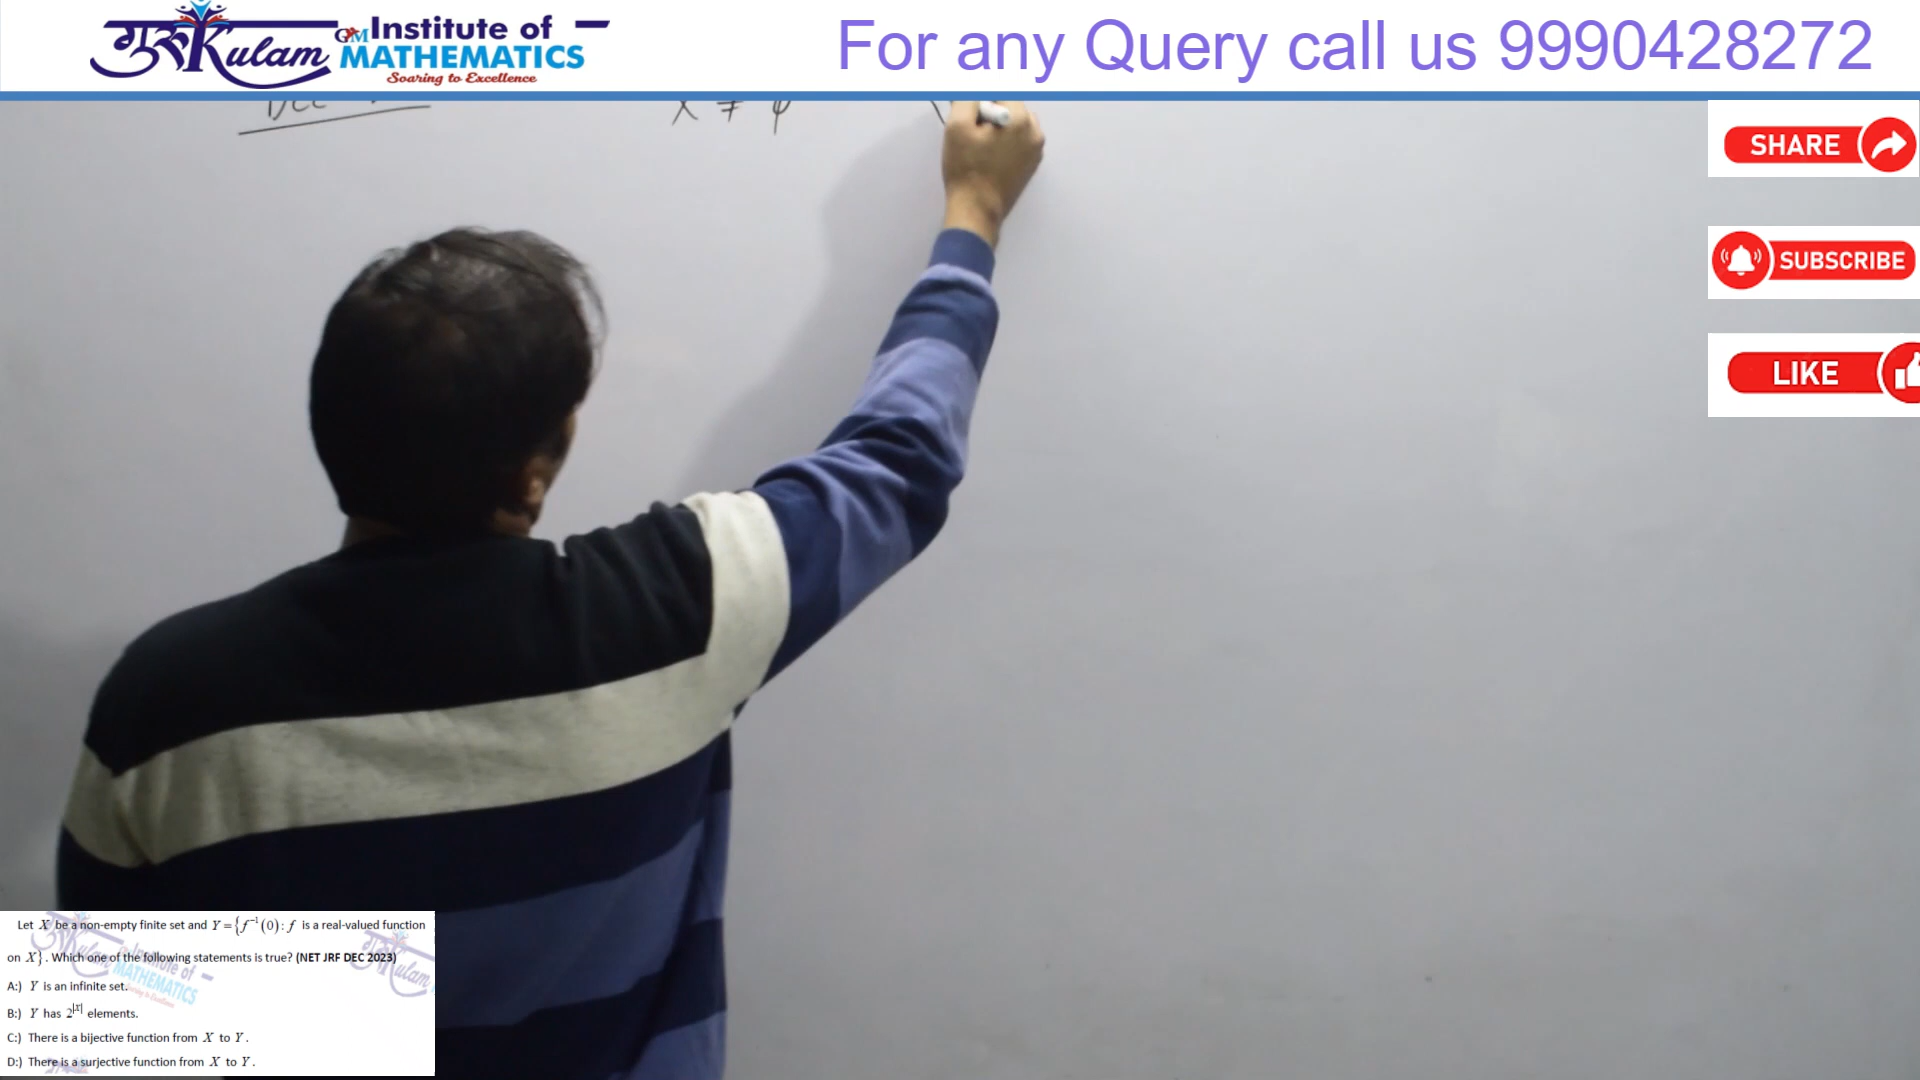 गुरुKulam GM Institute of
MATHEMATICS
Soaring to Excellence
For any Query call us 9990428272
X ≠ φ
SHARE
SUBSCRIBE
LIKE
Let X be a non-empty finite set and Y = {f⁻¹(0) : f is a real-valued function
on X}. Which one of the following statements is true? (NET JRF DEC 2023)
A:) Y is an infinite set.
B:) Y has 2^|X| elements.
C:) There is a bijective function from X to Y.
D:) There is a surjective function from X to Y.